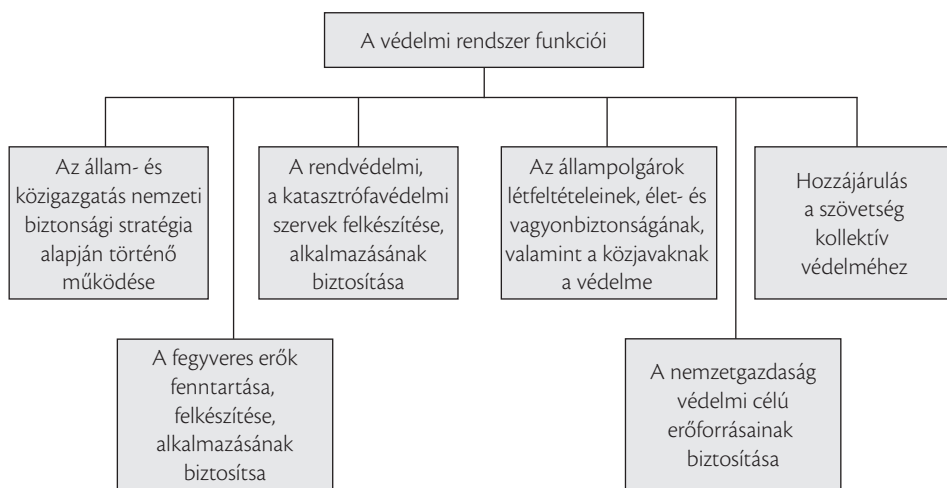 A védelmi rendszer funkciói
Az állam- és
közigazgatás nemzeti
biztonsági stratégia
alapján történő
működése
A rendvédelmi,
a katasztrófavédelmi
szervek felkészítése,
alkalmazásának
biztosítása
Az állampolgárok
létfeltételeinek, élet- és
vagyonbiztonságának,
valamint a közjavaknak
a védelme
Hozzájárulás
a szövetség
kollektív
védelméhez
A fegyveres erők
fenntartása,
felkészítése,
alkalmazásának
biztosítsa
A nemzetgazdaság
védelmi célú
erőforrásainak
biztosítása